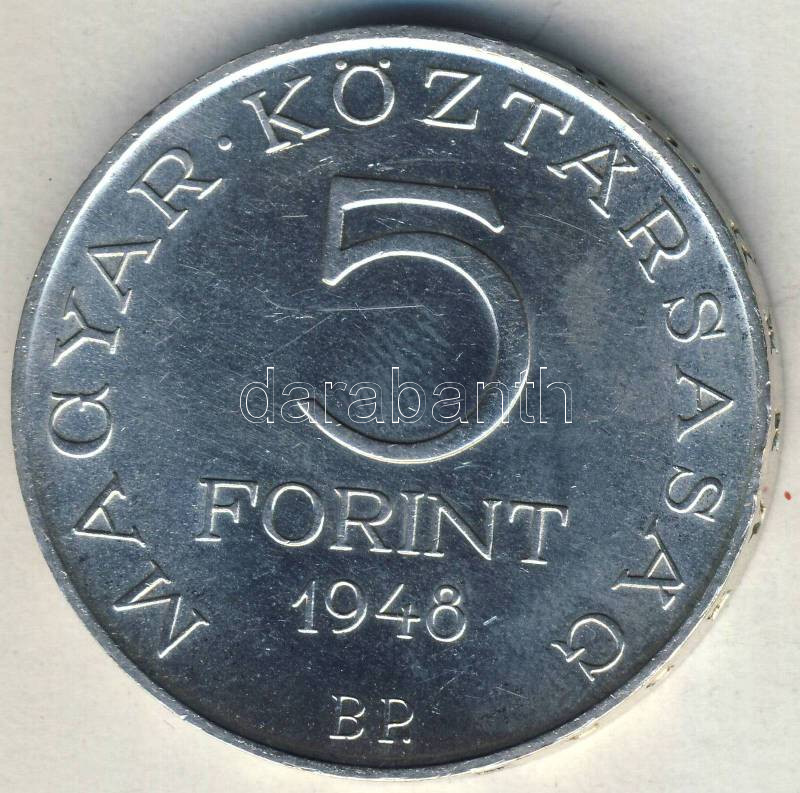 MAGYAR · KÖZTÁRSASÁG
5
FORINT
1948
BP.
darabanth